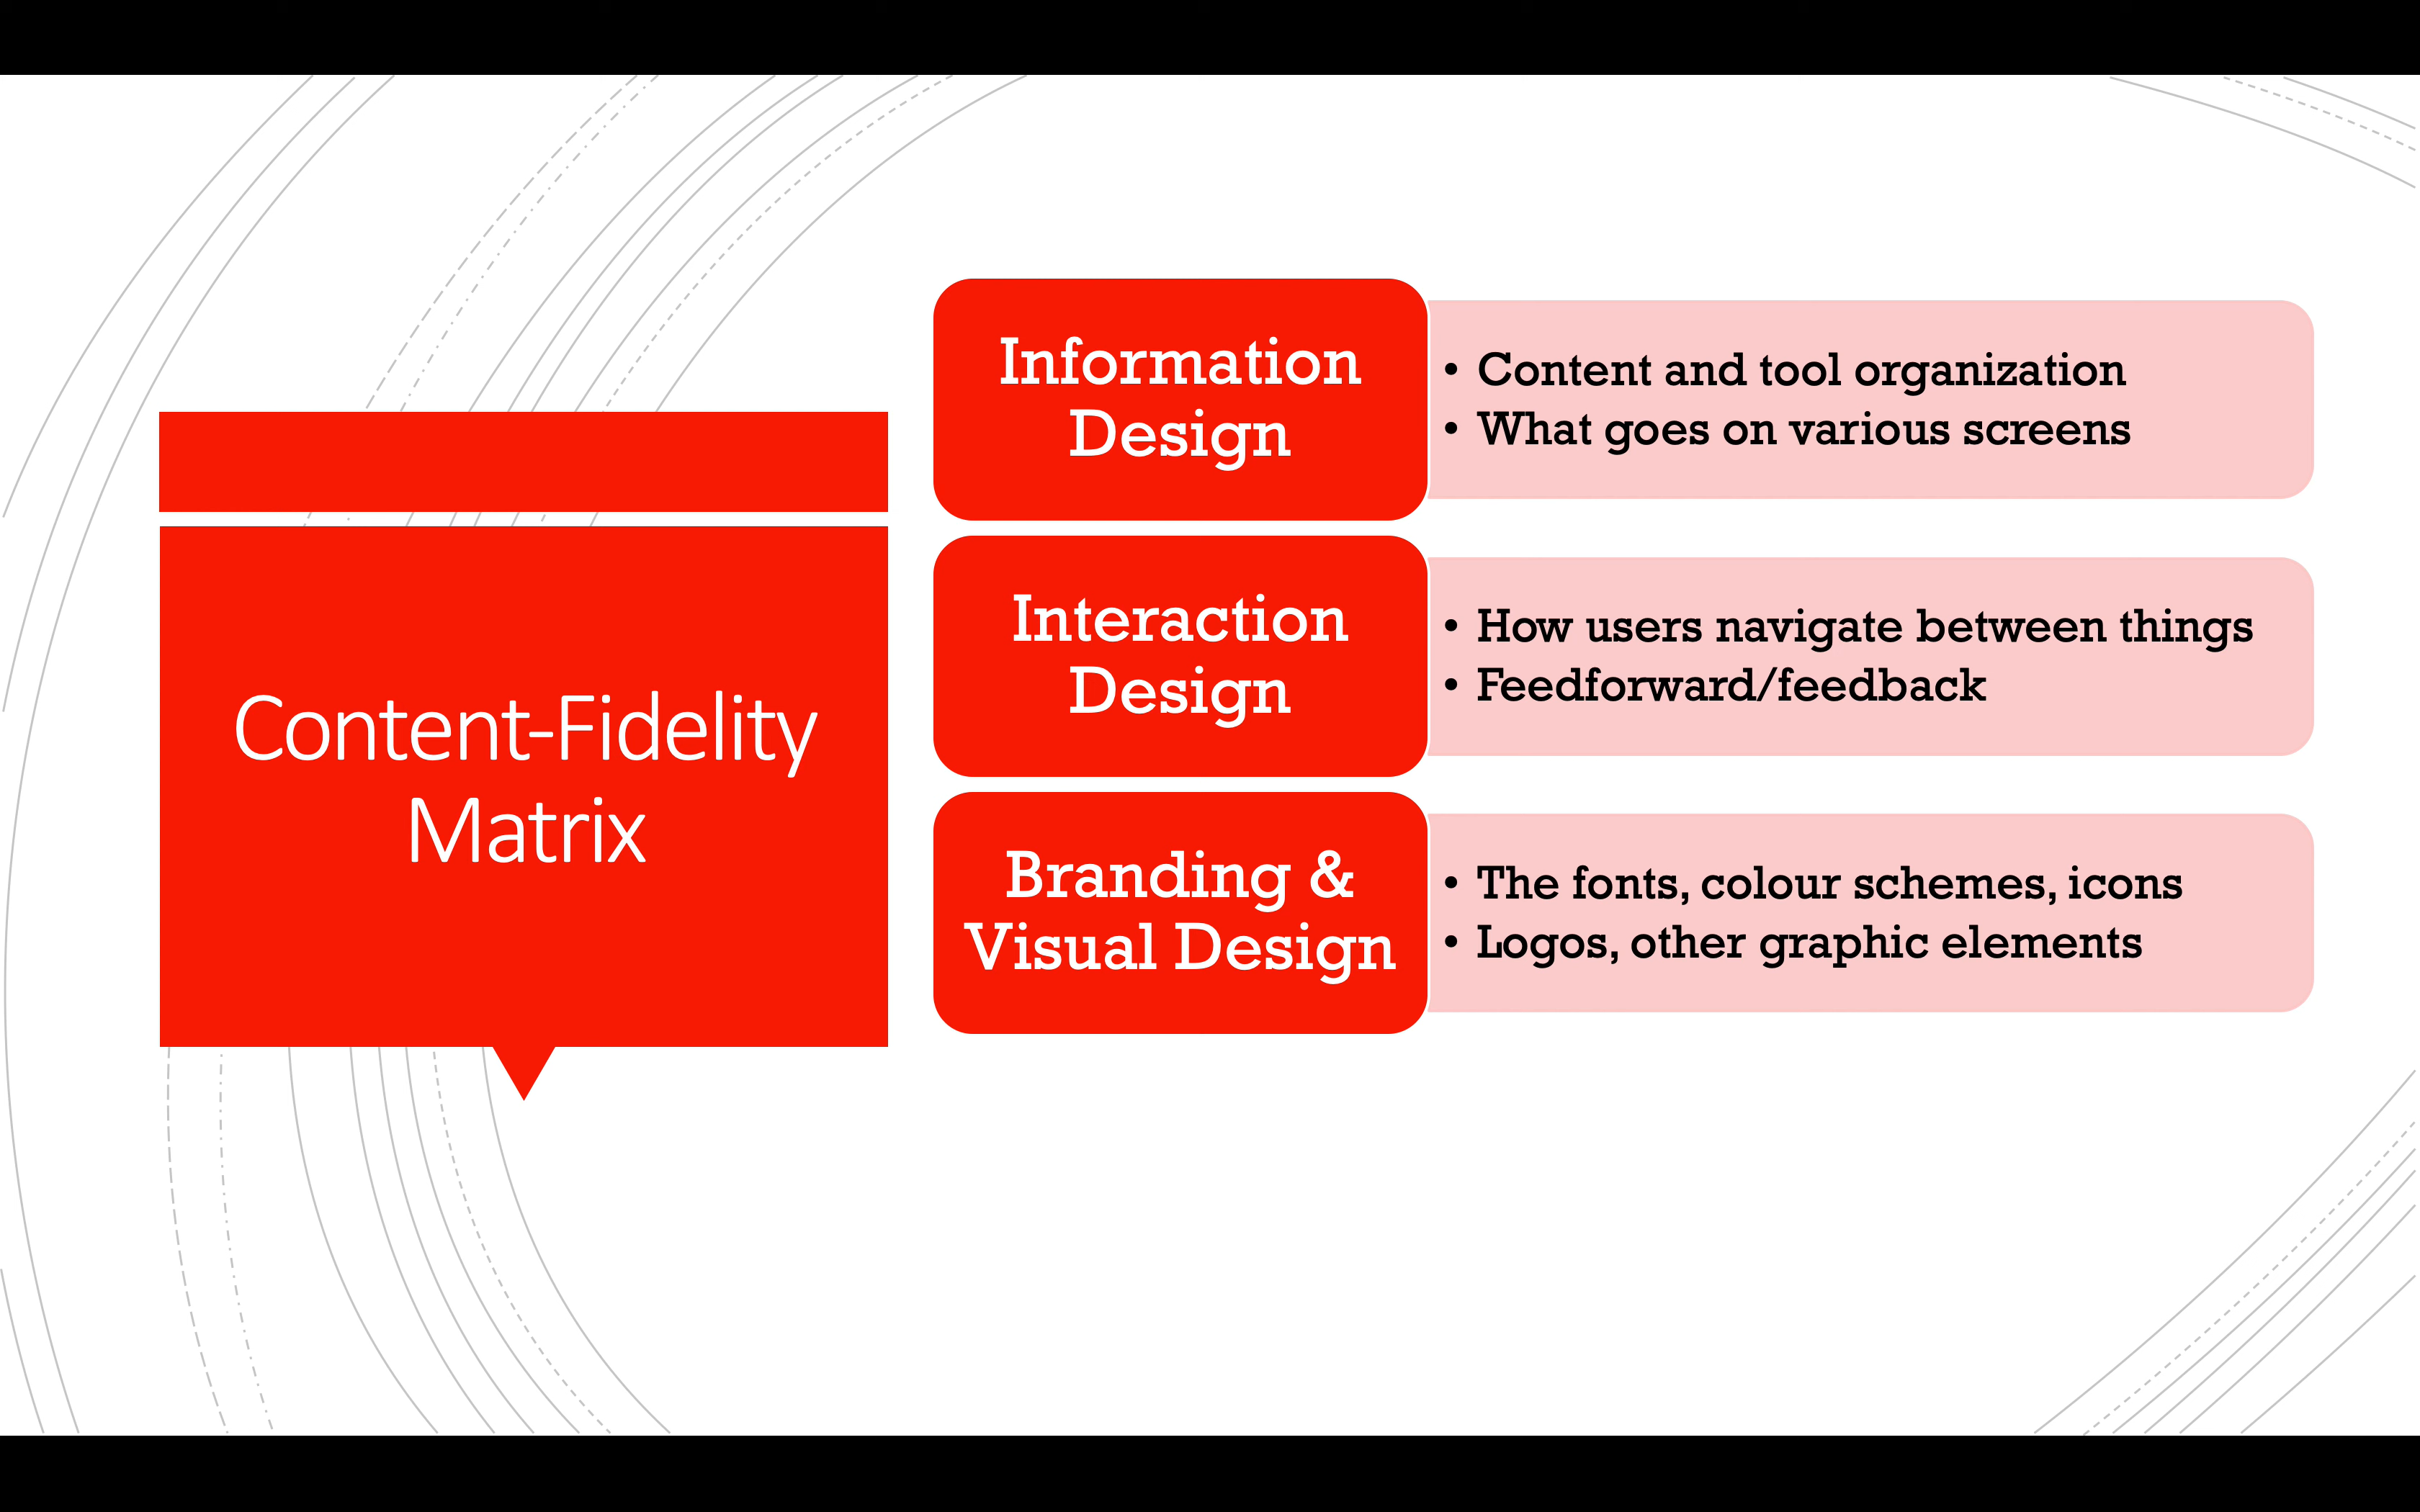 Content-Fidelity
Matrix
Information
Design
• Content and tool organization
• What goes on various screens
Interaction
Design
• How users navigate between things
• Feedforward/feedback
Branding &
Visual Design
• The fonts, colour schemes, icons
• Logos, other graphic elements